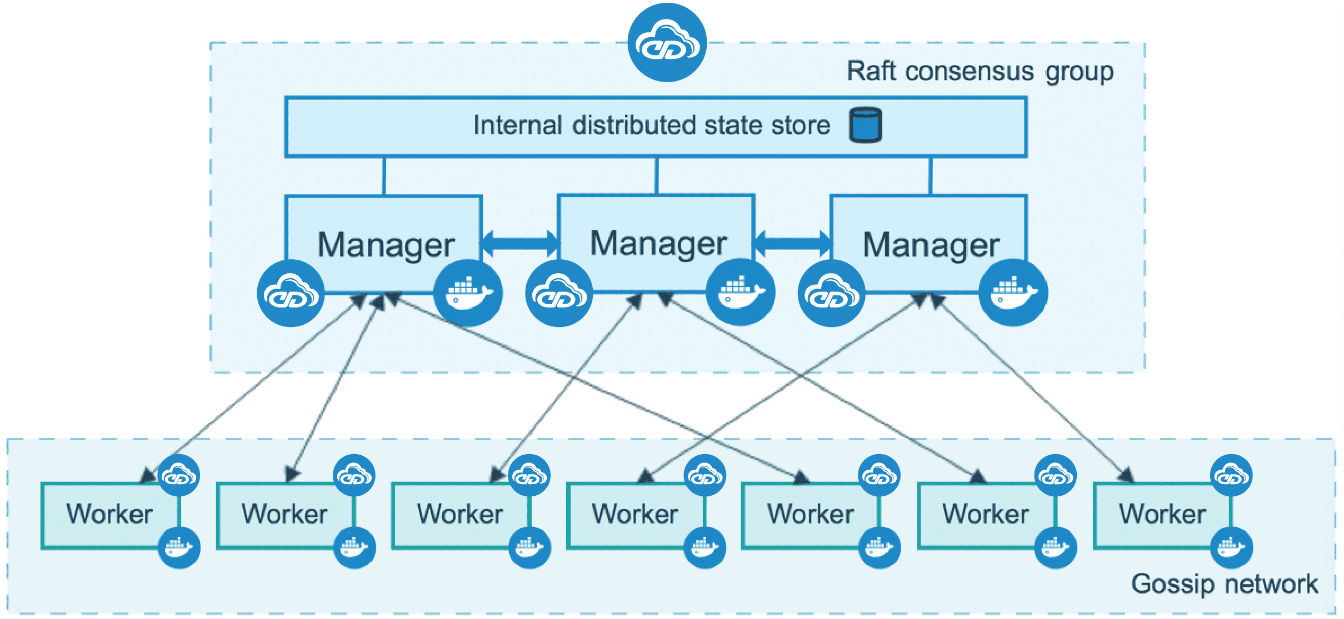 Raft consensus group
Internal distributed state store
Manager
Manager
Manager
Worker
Worker
Worker
Worker
Worker
Worker
Worker
Gossip network